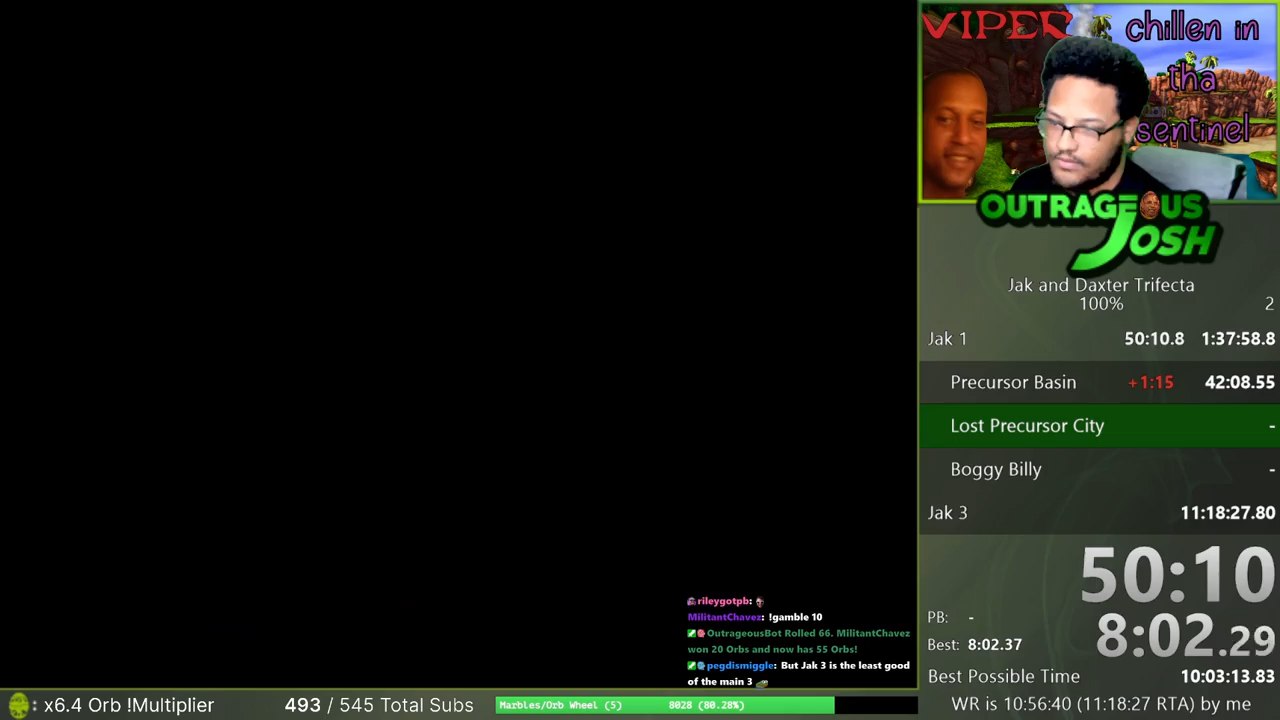 VIPER
chillen in
tha
sentinel
OUTRAGEOUS
JOSH
Jak and Daxter Trifecta
100% 2
Jak 1 50:10.8 1:37:58.8
Precursor Basin +1:15 42:08.55
Lost Precursor City -
Boggy Billy -
Jak 3 11:18:27.80
50:10
PB: -
8:02.29
Best: 8:02.37
Best Possible Time 10:03:13.83
WR is 10:56:40 (11:18:27 RTA) by me
rileygotpb:
MilitantChavez: !gamble 10
OutrageousBot Rolled 66. MilitantChavez
won 20 Orbs and now has 55 Orbs!
pegdismiggle: But Jak 3 is the least good
of the main 3
: x6.4 Orb !Multiplier 493 / 545 Total Subs Marbles/Orb Wheel (5) 8028 (80.28%)